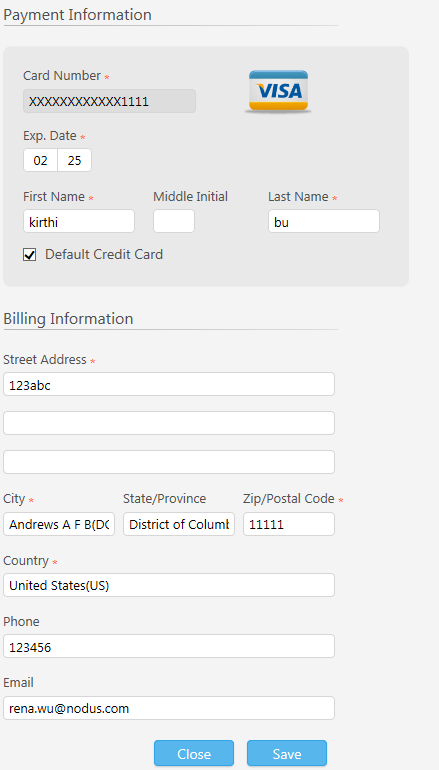 Payment Information
Card Number *
XXXXXXXXXXXX1111
VISA
Exp. Date *
02 25
First Name * Middle Initial Last Name *
kirthi bu
Default Credit Card
Billing Information
Street Address *
123abc
City * State/Province Zip/Postal Code *
Andrews A F B(DC District of Columb 11111
Country *
United States(US)
Phone
123456
Email
rena.wu@nodus.com
Close Save